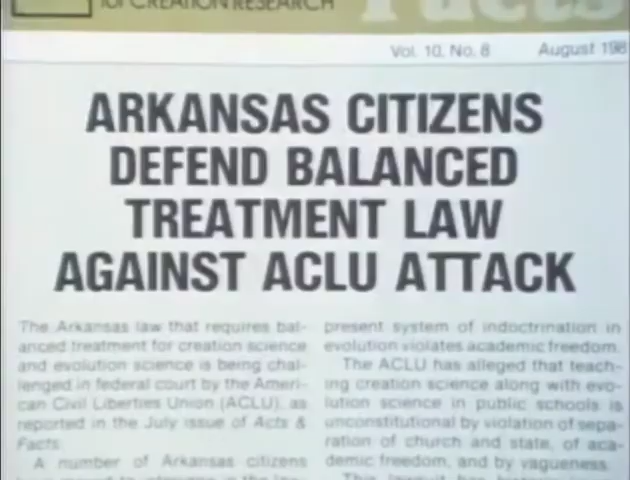 for CREATION RESEARCH
Facts
Vol. 10, No. 8 August 198
ARKANSAS CITIZENS
DEFEND BALANCED
TREATMENT LAW
AGAINST ACLU ATTACK
The Arkansas law that requires bal-
anced treatment for creation science
and evolution science is being chal-
lenged in federal court by the Ameri-
can Civil Liberties Union (ACLU), as
reported in the July issue of Acts &
Facts.
A number of Arkansas citizens
present system of indoctrination in
evolution violates academic freedom.
The ACLU has alleged that teach-
ing creation science along with evo-
lution science in public schools is
unconstitutional by violation of sepa-
ration of church and state, of aca-
demic freedom, and by vagueness.